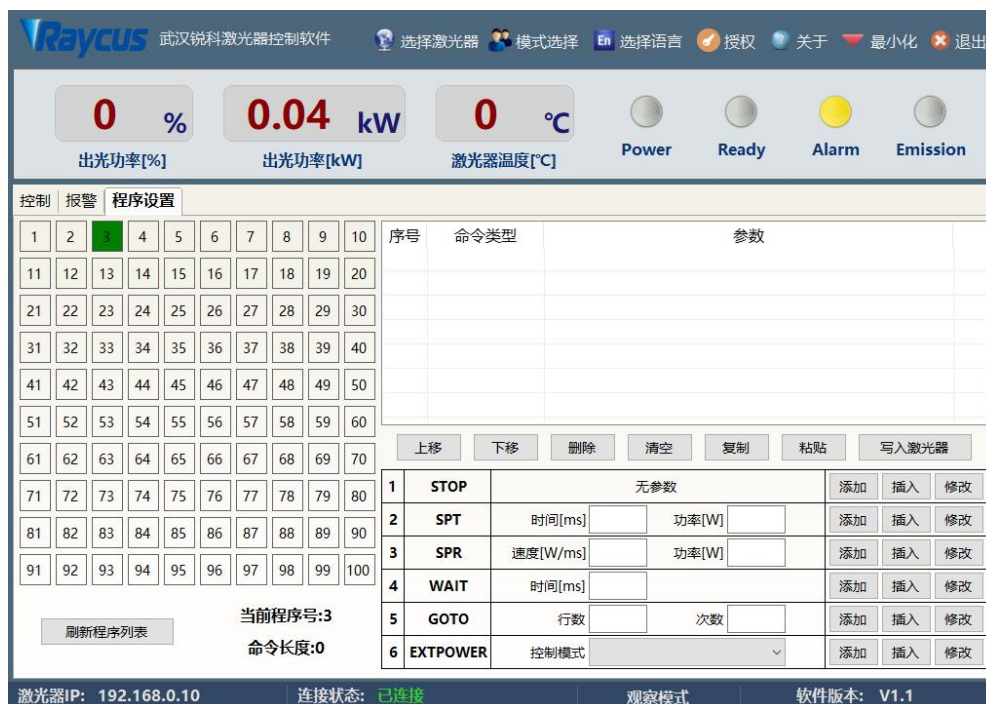 Raycus 武汉锐科激光器控制软件 选择激光器 模式选择 En 选择语言 授权 关于 最小化 退出
0 % 0.04 kW 0 ℃
出光功率[%] 出光功率[kW] 激光器温度[℃] Power Ready Alarm Emission
控制 报警 程序设置
1 2 3 4 5 6 7 8 9 10
11 12 13 14 15 16 17 18 19 20
21 22 23 24 25 26 27 28 29 30
31 32 33 34 35 36 37 38 39 40
41 42 43 44 45 46 47 48 49 50
51 52 53 54 55 56 57 58 59 60
61 62 63 64 65 66 67 68 69 70
71 72 73 74 75 76 77 78 79 80
81 82 83 84 85 86 87 88 89 90
91 92 93 94 95 96 97 98 99 100
刷新程序列表
当前程序号:3
命令长度:0
序号 命令类型 参数
上移 下移 删除 清空 复制 粘贴 写入激光器
1 STOP 无参数 添加 插入 修改
2 SPT 时间[ms] 功率[W] 添加 插入 修改
3 SPR 速度[W/ms] 功率[W] 添加 插入 修改
4 WAIT 时间[ms] 添加 插入 修改
5 GOTO 行数 次数 添加 插入 修改
6 EXTPOWER 控制模式 添加 插入 修改
激光器IP: 192.168.0.10 连接状态: 已连接 观察模式 软件版本: V1.1